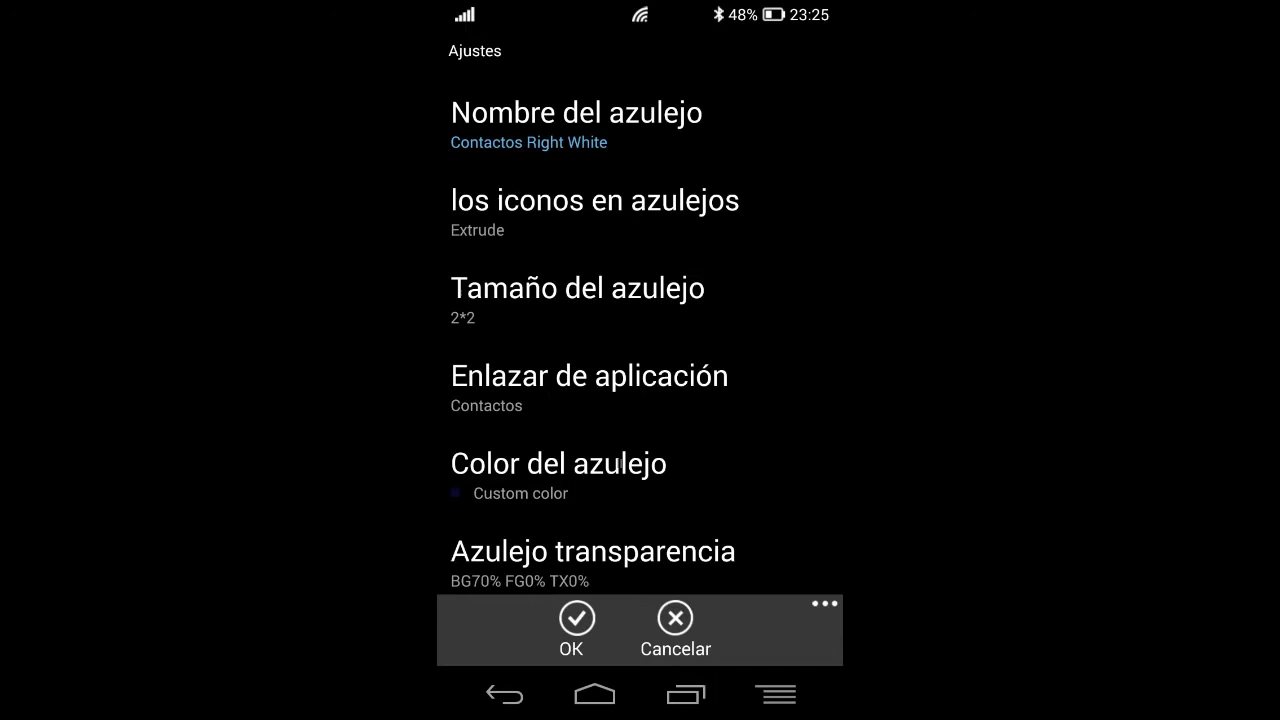 48% 23:25
Ajustes
Nombre del azulejo
Contactos Right White
los iconos en azulejos
Extrude
Tamaño del azulejo
2*2
Enlazar de aplicación
Contactos
Color del azulejo
Custom color
Azulejo transparencia
BG70% FG0% TX0%
OK Cancelar